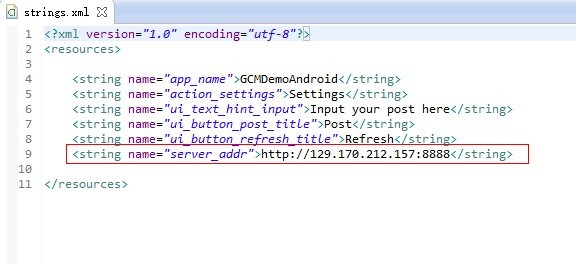 strings.xml
1 <?xml version="1.0" encoding="utf-8"?>
2 <resources>
3
4 <string name="app_name">GCMDemoAndroid</string>
5 <string name="action_settings">Settings</string>
6 <string name="ui_text_hint_input">Input your post here</string>
7 <string name="ui_button_post_title">Post</string>
8 <string name="ui_button_refresh_title">Refresh</string>
9 <string name="server_addr">http://129.170.212.157:8888</string>
10
11 </resources>